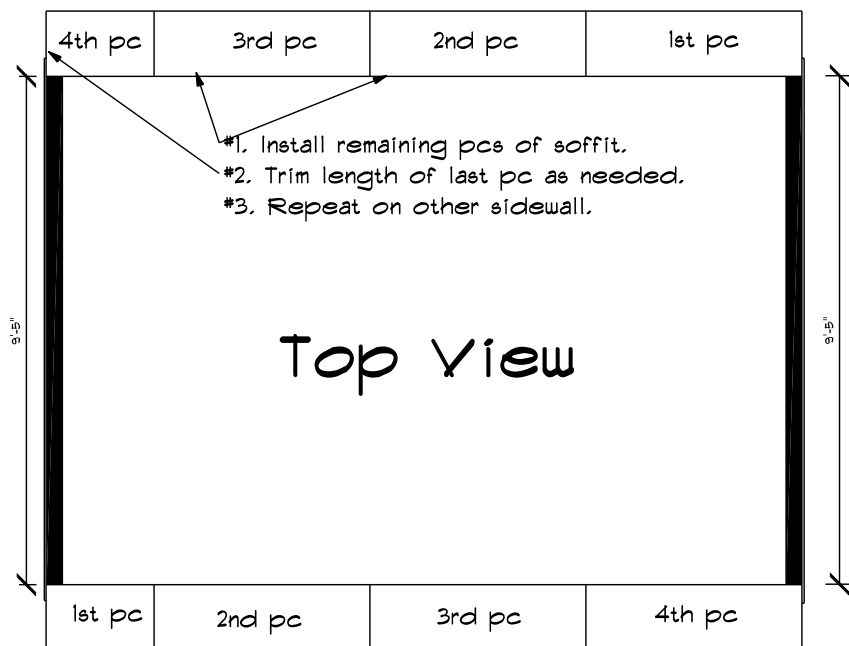 4th pc 3rd pc 2nd pc 1st pc
#1. Install remaining pcs of soffit.
#2. Trim length of last pc as needed.
#3. Repeat on other sidewall.
9'-5"
9'-5"
Top View
1st pc 2nd pc 3rd pc 4th pc